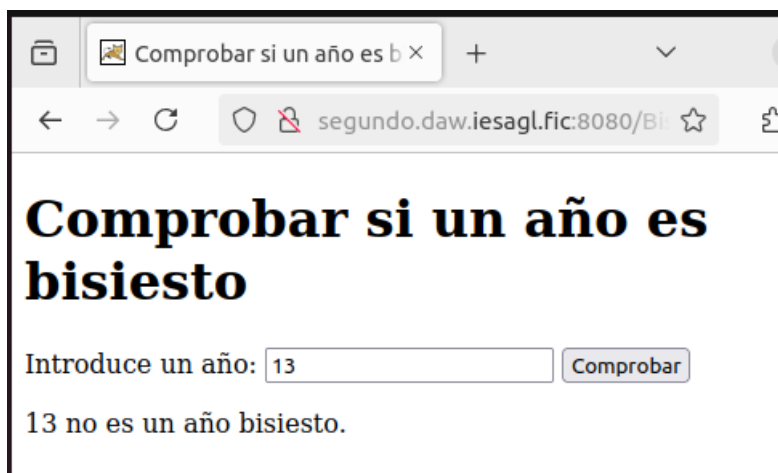 Comprobar si un año es b
segundo.daw.iesagl.fic:8080/Bi
Comprobar si un año es
bisiesto
Introduce un año: 13 Comprobar
13 no es un año bisiesto.